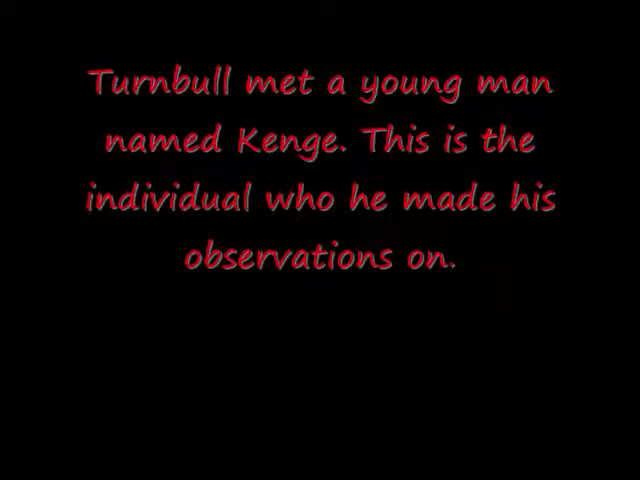 Turnbull met a young man
named Kenge. This is the
individual who he made his
observations on.